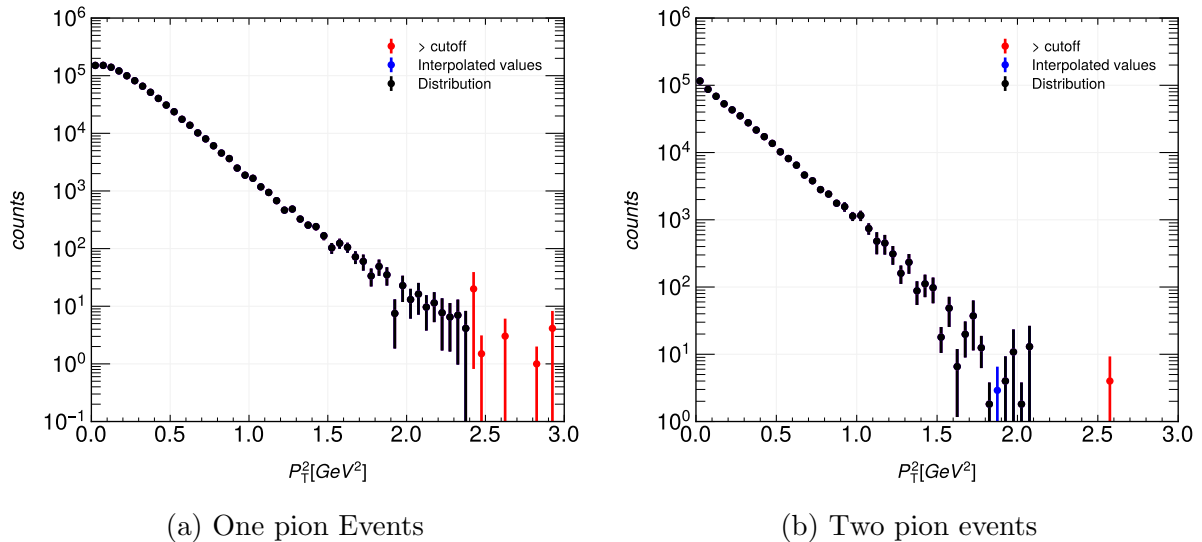 10^6
10^5
10^4
10^3
10^2
10^1
10^0
10^−1
counts
> cutoff
Interpolated values
Distribution
0.0 0.5 1.0 1.5 2.0 2.5 3.0
P_T^2[GeV^2]
(a) One pion Events
10^6
10^5
10^4
10^3
10^2
10^1
10^0
counts
> cutoff
Interpolated values
Distribution
0.0 0.5 1.0 1.5 2.0 2.5 3.0
P_T^2[GeV^2]
(b) Two pion events